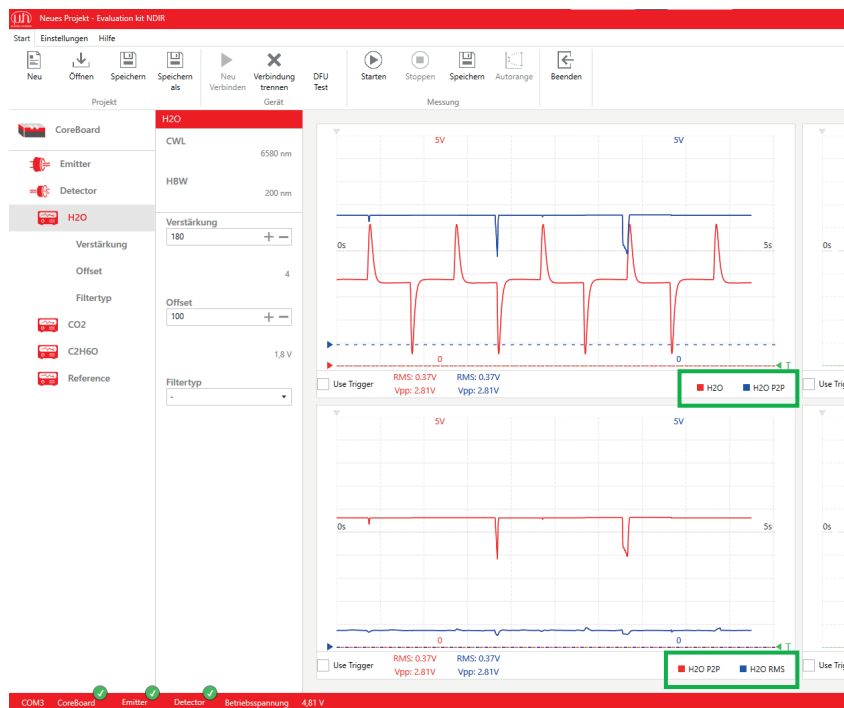 Neues Projekt - Evaluation kit NDIR
Start Einstellungen Hilfe
Neu Öffnen Speichern Speichern als Neu Verbinden Verbindung trennen DFU Test Starten Stoppen Speichern Autorange Beenden
Projekt Gerät Messung
CoreBoard
Emitter
Detector
H2O
Verstärkung
Offset
Filtertyp
CO2
C2H6O
Reference
H2O
CWL
6580 nm
HBW
200 nm
Verstärkung
180
4
Offset
100
1,8 V
Filtertyp
-
5V 5V
0s 5s
0 0
T
Use Trigger
RMS: 0.37V RMS: 0.37V
Vpp: 2.81V Vpp: 2.81V
H2O H2O P2P
5V 5V
0s 5s
0 0
T
Use Trigger
RMS: 0.37V RMS: 0.37V
Vpp: 2.81V Vpp: 2.81V
H2O P2P H2O RMS
0s
Use Trig
0s
Use Trig
COM3 CoreBoard Emitter Detector Betriebsspannung 4,81 V